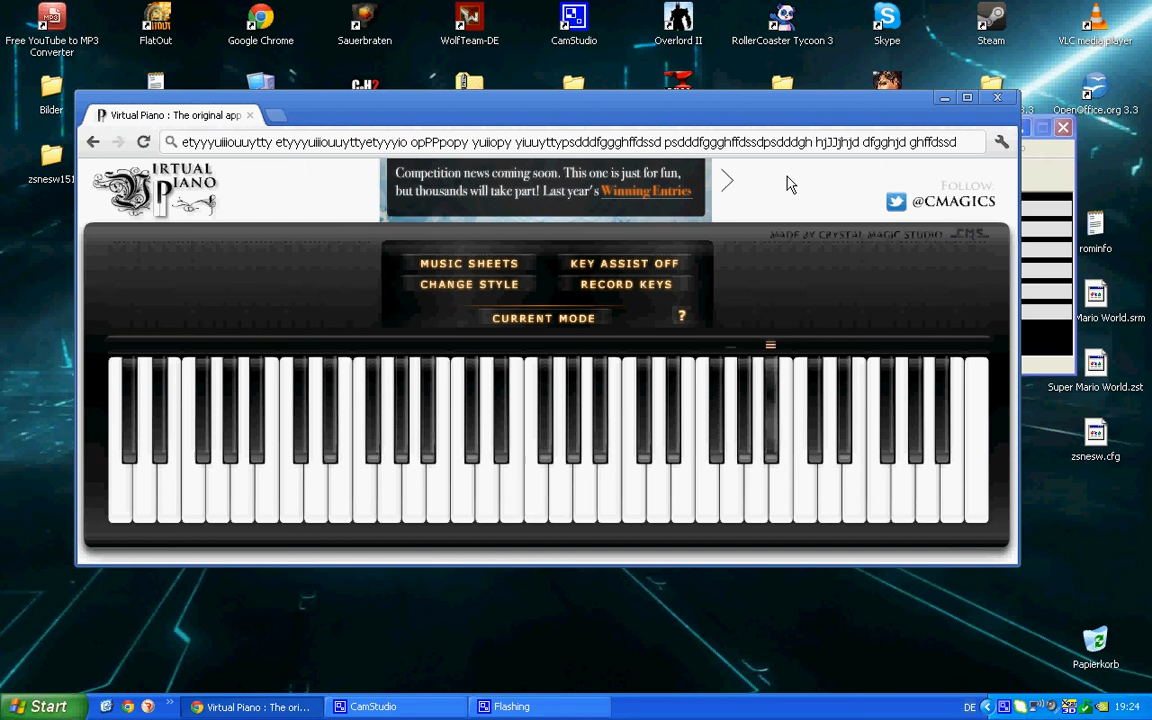 Free YouTube to MP3
Converter
FlatOut
Google Chrome
Sauerbraten
WolfTeam-DE
CamStudio
Overlord II
RollerCoaster Tycoon 3
Skype
Steam
VLC media player
Bilder
OpenOffice.org 3.3
zsnesw151
Virtual Piano : The original app
etyyyuiiiouuytty etyyyuiiiouuyttyetyyyio opPPpopy yuiiopy yiuuyttypsdddfggghffdssd psdddfggghffdssdpsdddgh hjJJjhjd dfgghjd ghffdssd
VIRTUAL
PIANO
Competition news coming soon. This one is just for fun,
but thousands will take part! Last year's Winning Entries
FOLLOW:
@CMAGICS
MADE BY CRYSTAL MAGIC STUDIO CMS
MUSIC SHEETS
KEY ASSIST OFF
CHANGE STYLE
RECORD KEYS
CURRENT MODE
?
rominfo
Mario World.srm
Super Mario World.zst
zsnesw.cfg
Papierkorb
Start
Virtual Piano : The ori...
CamStudio
Flashing
DE
19:24